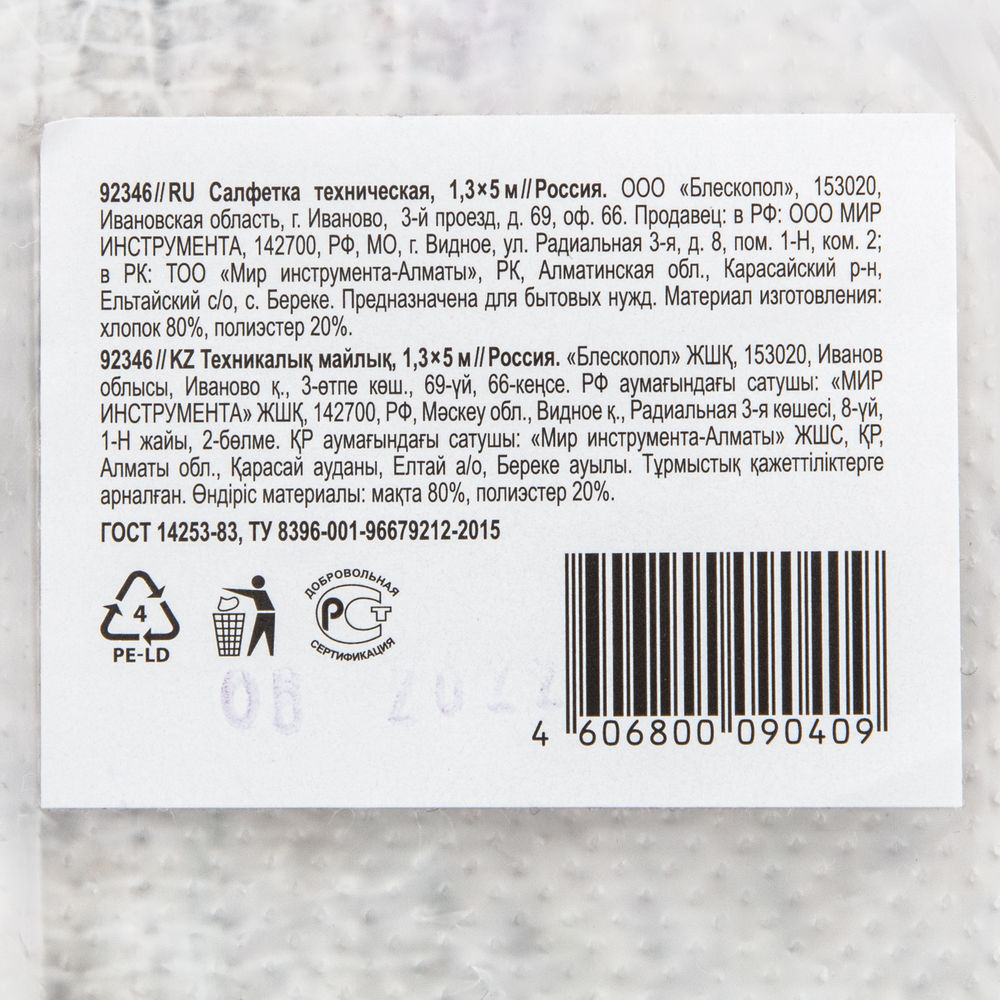 92346//RU Салфетка техническая, 1,3×5 м//Россия. ООО «Блескопол», 153020,
Ивановская область, г. Иваново, 3-й проезд, д. 69, оф. 66. Продавец: в РФ: ООО МИР
ИНСТРУМЕНТА, 142700, РФ, МО, г. Видное, ул. Радиальная 3-я, д. 8, пом. 1-Н, ком. 2;
в РК: ТОО «Мир инструмента-Алматы», РК, Алматинская обл., Карасайский р-н,
Ельтайский с/о, с. Береке. Предназначена для бытовых нужд. Материал изготовления:
хлопок 80%, полиэстер 20%.
92346//KZ Техникалық майлық, 1,3×5 м//Россия. «Блескопол» ЖШҚ, 153020, Иванов
облысы, Иваново қ., 3-өтпе көш., 69-үй, 66-кеңсе. РФ аумағындағы сатушы: «МИР
ИНСТРУМЕНТА» ЖШҚ, 142700, РФ, Мәскеу обл., Видное қ., Радиальная 3-я көшесі, 8-үй,
1-Н жайы, 2-бөлме. ҚР аумағындағы сатушы: «Мир инструмента-Алматы» ЖШС, ҚР,
Алматы обл., Қарасай ауданы, Елтай а/о, Береке ауылы. Тұрмыстық қажеттіліктерге
арналған. Өндіріс материалы: мақта 80%, полиэстер 20%.
ГОСТ 14253-83, ТУ 8396-001-96679212-2015
4
PE-LD
ДОБРОВОЛЬНАЯ
РСТ
СЕРТИФИКАЦИЯ
4 606800 090409